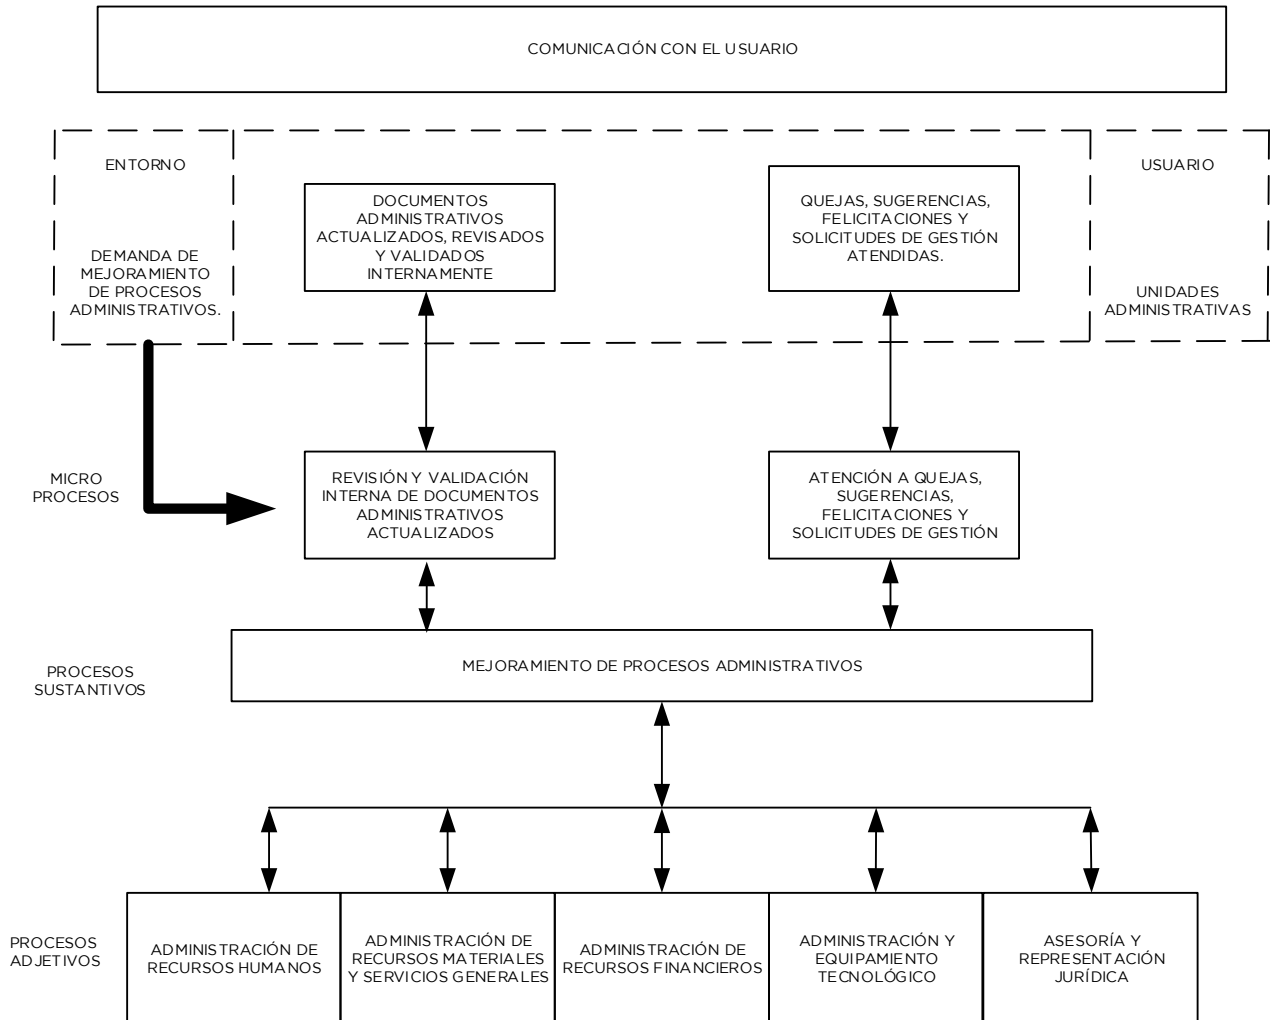 COMUNICACIÓN CON EL USUARIO
ENTORNO
USUARIO
DOCUMENTOS
ADMINISTRATIVOS
ACTUALIZADOS, REVISADOS
Y VALIDADOS
INTERNAMENTE
QUEJAS, SUGERENCIAS,
FELICITACIONES Y
SOLICITUDES DE GESTIÓN
ATENDIDAS.
DEMANDA DE
MEJORAMIENTO
DE PROCESOS
ADMINISTRATIVOS.
UNIDADES
ADMINISTRATIVAS
MICRO
PROCESOS
REVISIÓN Y VALIDACIÓN
INTERNA DE DOCUMENTOS
ADMINISTRATIVOS
ACTUALIZADOS
ATENCIÓN A QUEJAS,
SUGERENCIAS,
FELICITACIONES Y
SOLICITUDES DE GESTIÓN
PROCESOS
SUSTANTIVOS
MEJORAMIENTO DE PROCESOS ADMINISTRATIVOS
PROCESOS
ADJETIVOS
ADMINISTRACIÓN DE
RECURSOS HUMANOS
ADMINISTRACIÓN DE
RECURSOS MATERIALES
Y SERVICIOS GENERALES
ADMINISTRACIÓN DE
RECURSOS FINANCIEROS
ADMINISTRACIÓN Y
EQUIPAMIENTO
TECNOLÓGICO
ASESORÍA Y
REPRESENTACIÓN
JURÍDICA